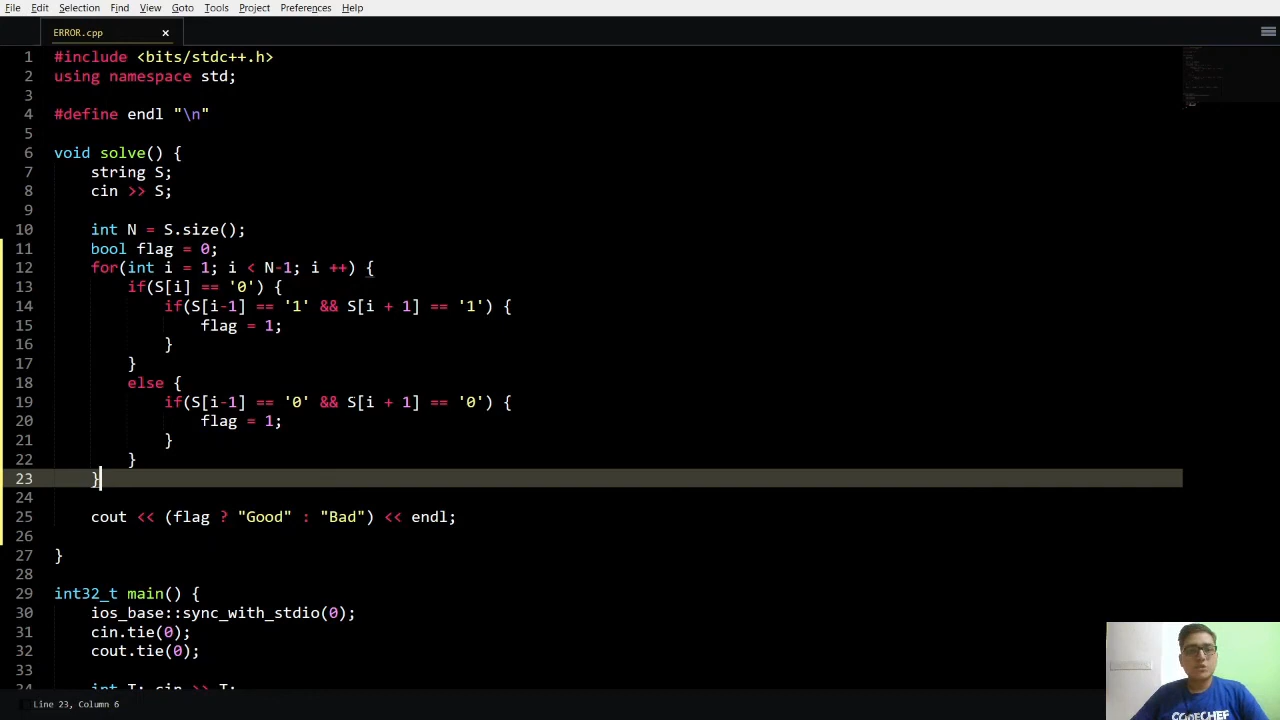 File Edit Selection Find View Goto Tools Project Preferences Help
ERROR.cpp ×
1 #include <bits/stdc++.h>
2 using namespace std;
3
4 #define endl "\n"
5
6 void solve() {
7 string S;
8 cin >> S;
9
10 int N = S.size();
11 bool flag = 0;
12 for(int i = 1; i < N-1; i ++) {
13 if(S[i] == '0') {
14 if(S[i-1] == '1' && S[i + 1] == '1') {
15 flag = 1;
16 }
17 }
18 else {
19 if(S[i-1] == '0' && S[i + 1] == '0') {
20 flag = 1;
21 }
22 }
23 }
24
25 cout << (flag ? "Good" : "Bad") << endl;
26
27 }
28
29 int32_t main() {
30 ios_base::sync_with_stdio(0);
31 cin.tie(0);
32 cout.tie(0);
33
34 int T; cin >> T;
Line 23, Column 6
CODECHEF